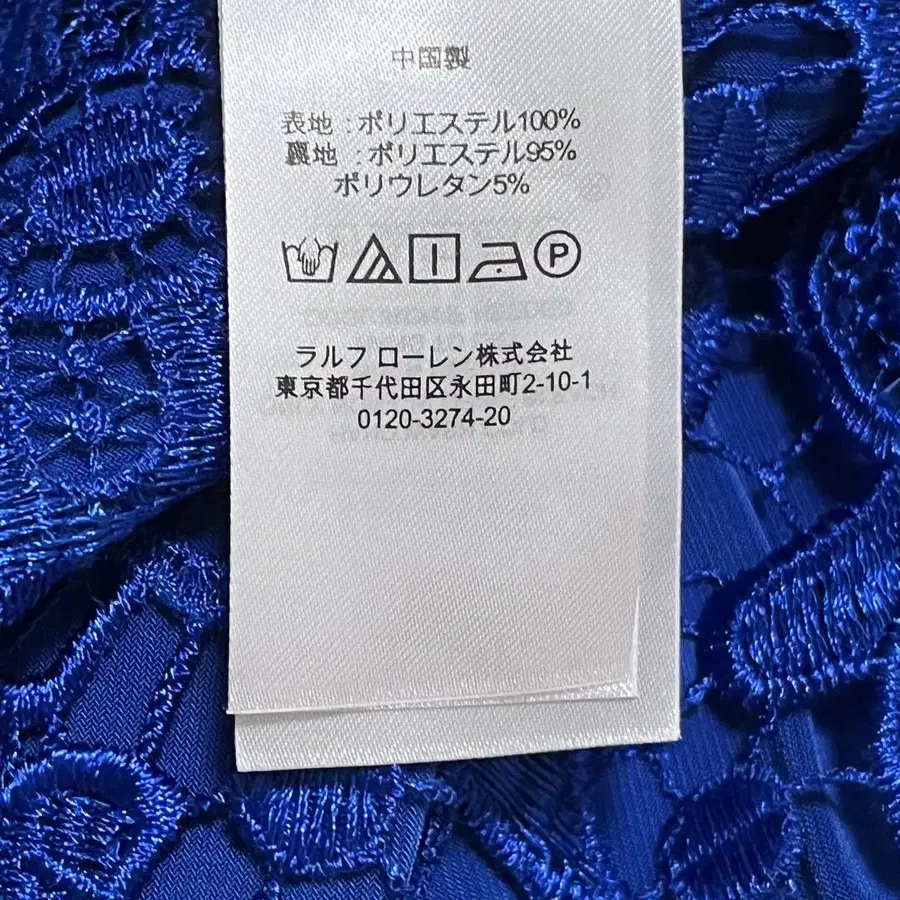 中国製
表地 : ポリエステル100%
裏地 : ポリエステル95%
ポリウレタン5%
P
ラルフ ローレン株式会社
東京都千代田区永田町2-10-1
0120-3274-20